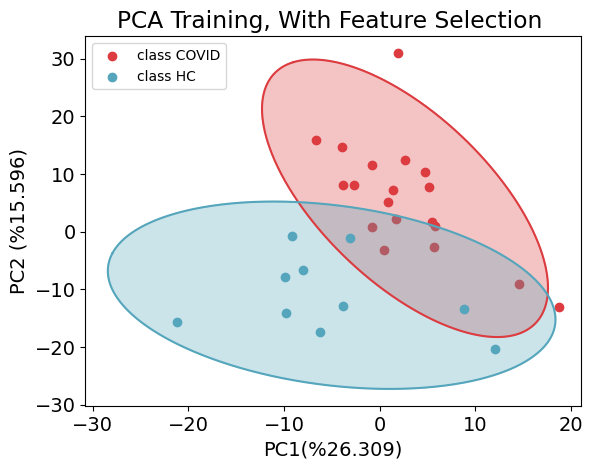 PCA Training, With Feature Selection
class COVID
class HC
30
20
10
0
−10
−20
−30
PC2 (%15.596)
−30 −20 −10 0 10 20
PC1(%26.309)